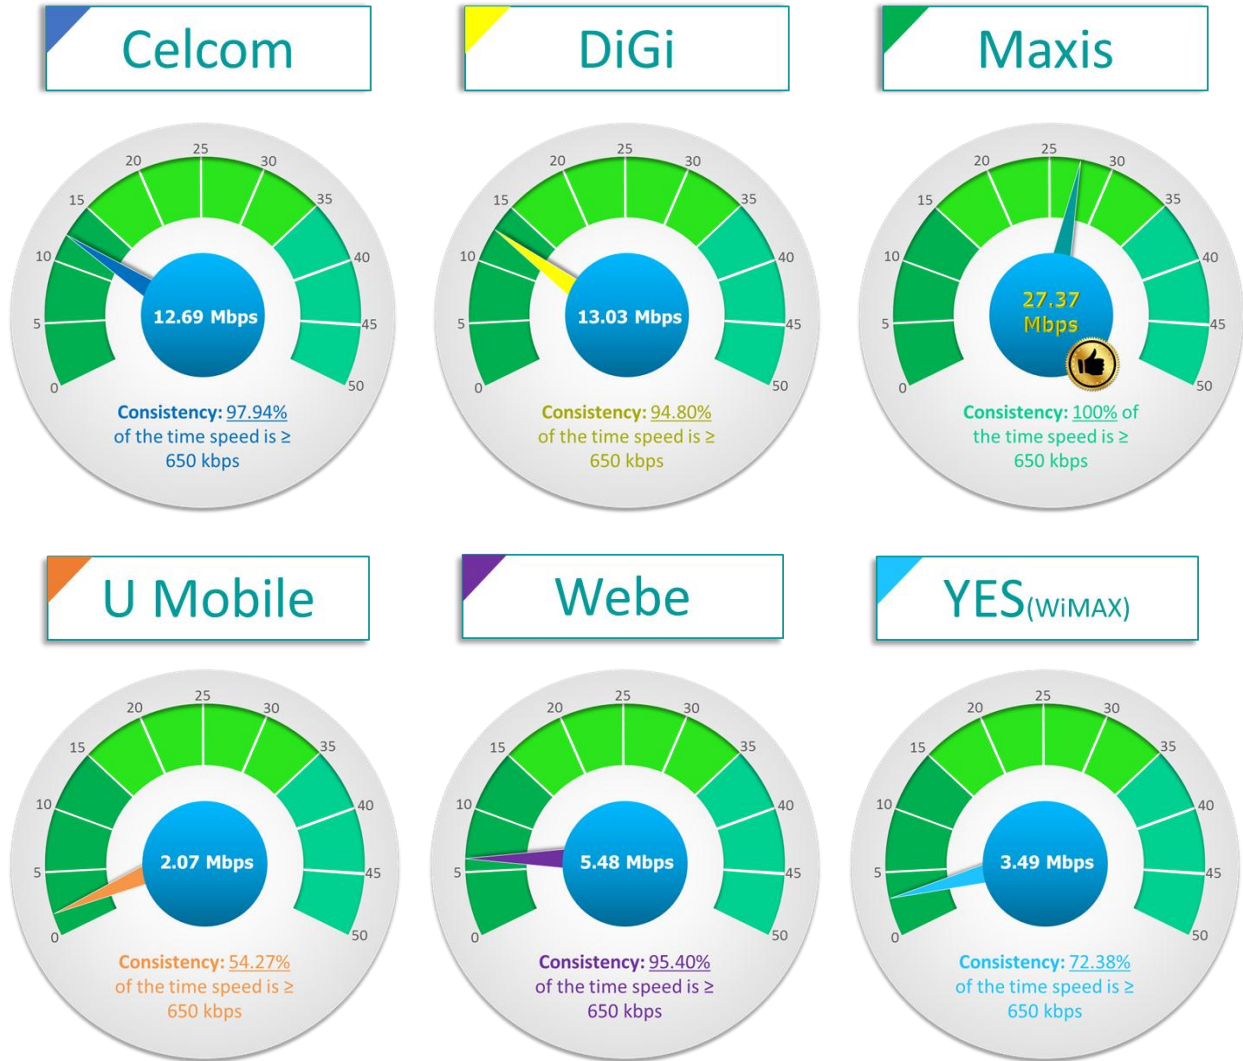 Celcom
DiGi
Maxis
0
5
10
15
20
25
30
35
40
45
50
12.69 Mbps
Consistency: 97.94%
of the time speed is ≥
650 kbps
0
5
10
15
20
25
30
35
40
45
50
13.03 Mbps
Consistency: 94.80%
of the time speed is ≥
650 kbps
0
5
10
15
20
25
30
35
40
45
50
27.37
Mbps
Consistency: 100% of
the time speed is ≥
650 kbps
U Mobile
Webe
YES(WiMAX)
0
5
10
15
20
25
30
35
40
45
50
2.07 Mbps
Consistency: 54.27%
of the time speed is ≥
650 kbps
0
5
10
15
20
25
30
35
40
45
50
5.48 Mbps
Consistency: 95.40%
of the time speed is ≥
650 kbps
0
5
10
15
20
25
30
35
40
45
50
3.49 Mbps
Consistency: 72.38%
of the time speed is ≥
650 kbps